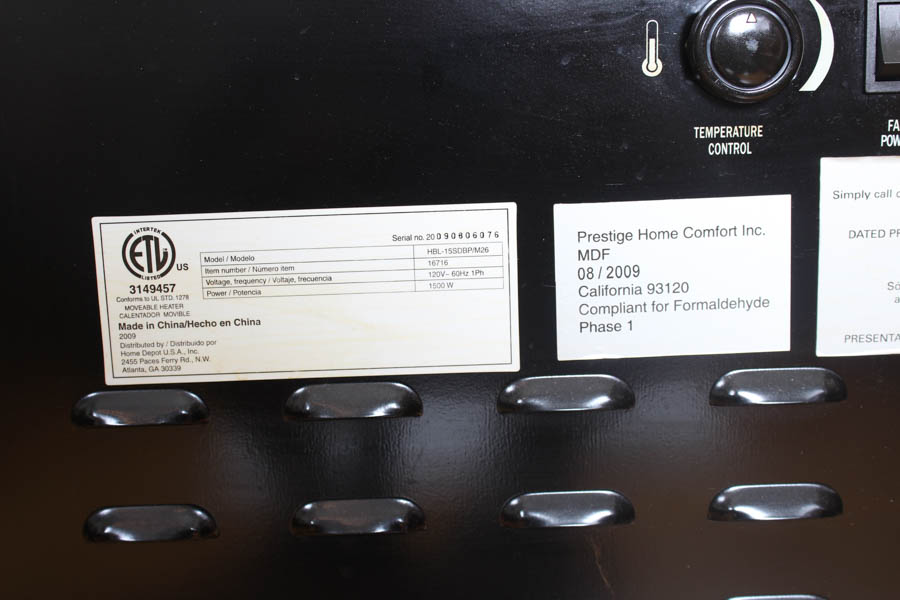 TEMPERATURE
CONTROL
FA
POW
INTERTEK
ETL
LISTED
US
3149457
Conforms to UL STD. 1278
MOVEABLE HEATER
CALENTADOR MOVIBLE
Made in China/Hecho en China
2009
Distributed by / Distribuido por
Home Depot U.S.A., Inc.
2455 Paces Ferry Rd., N.W.
Atlanta, GA 30339
Serial no. 20090606076
Model / Modelo HBL-15SDBP/M26
Item number / Número item 16716
Voltage, frequency / Voltaje, frecuencia 120V~ 60Hz 1Ph
Power / Potencia 1500 W
Prestige Home Comfort Inc.
MDF
08 / 2009
California 93120
Compliant for Formaldehyde
Phase 1
Simply call
DATED PR
Só
a
PRESENTA